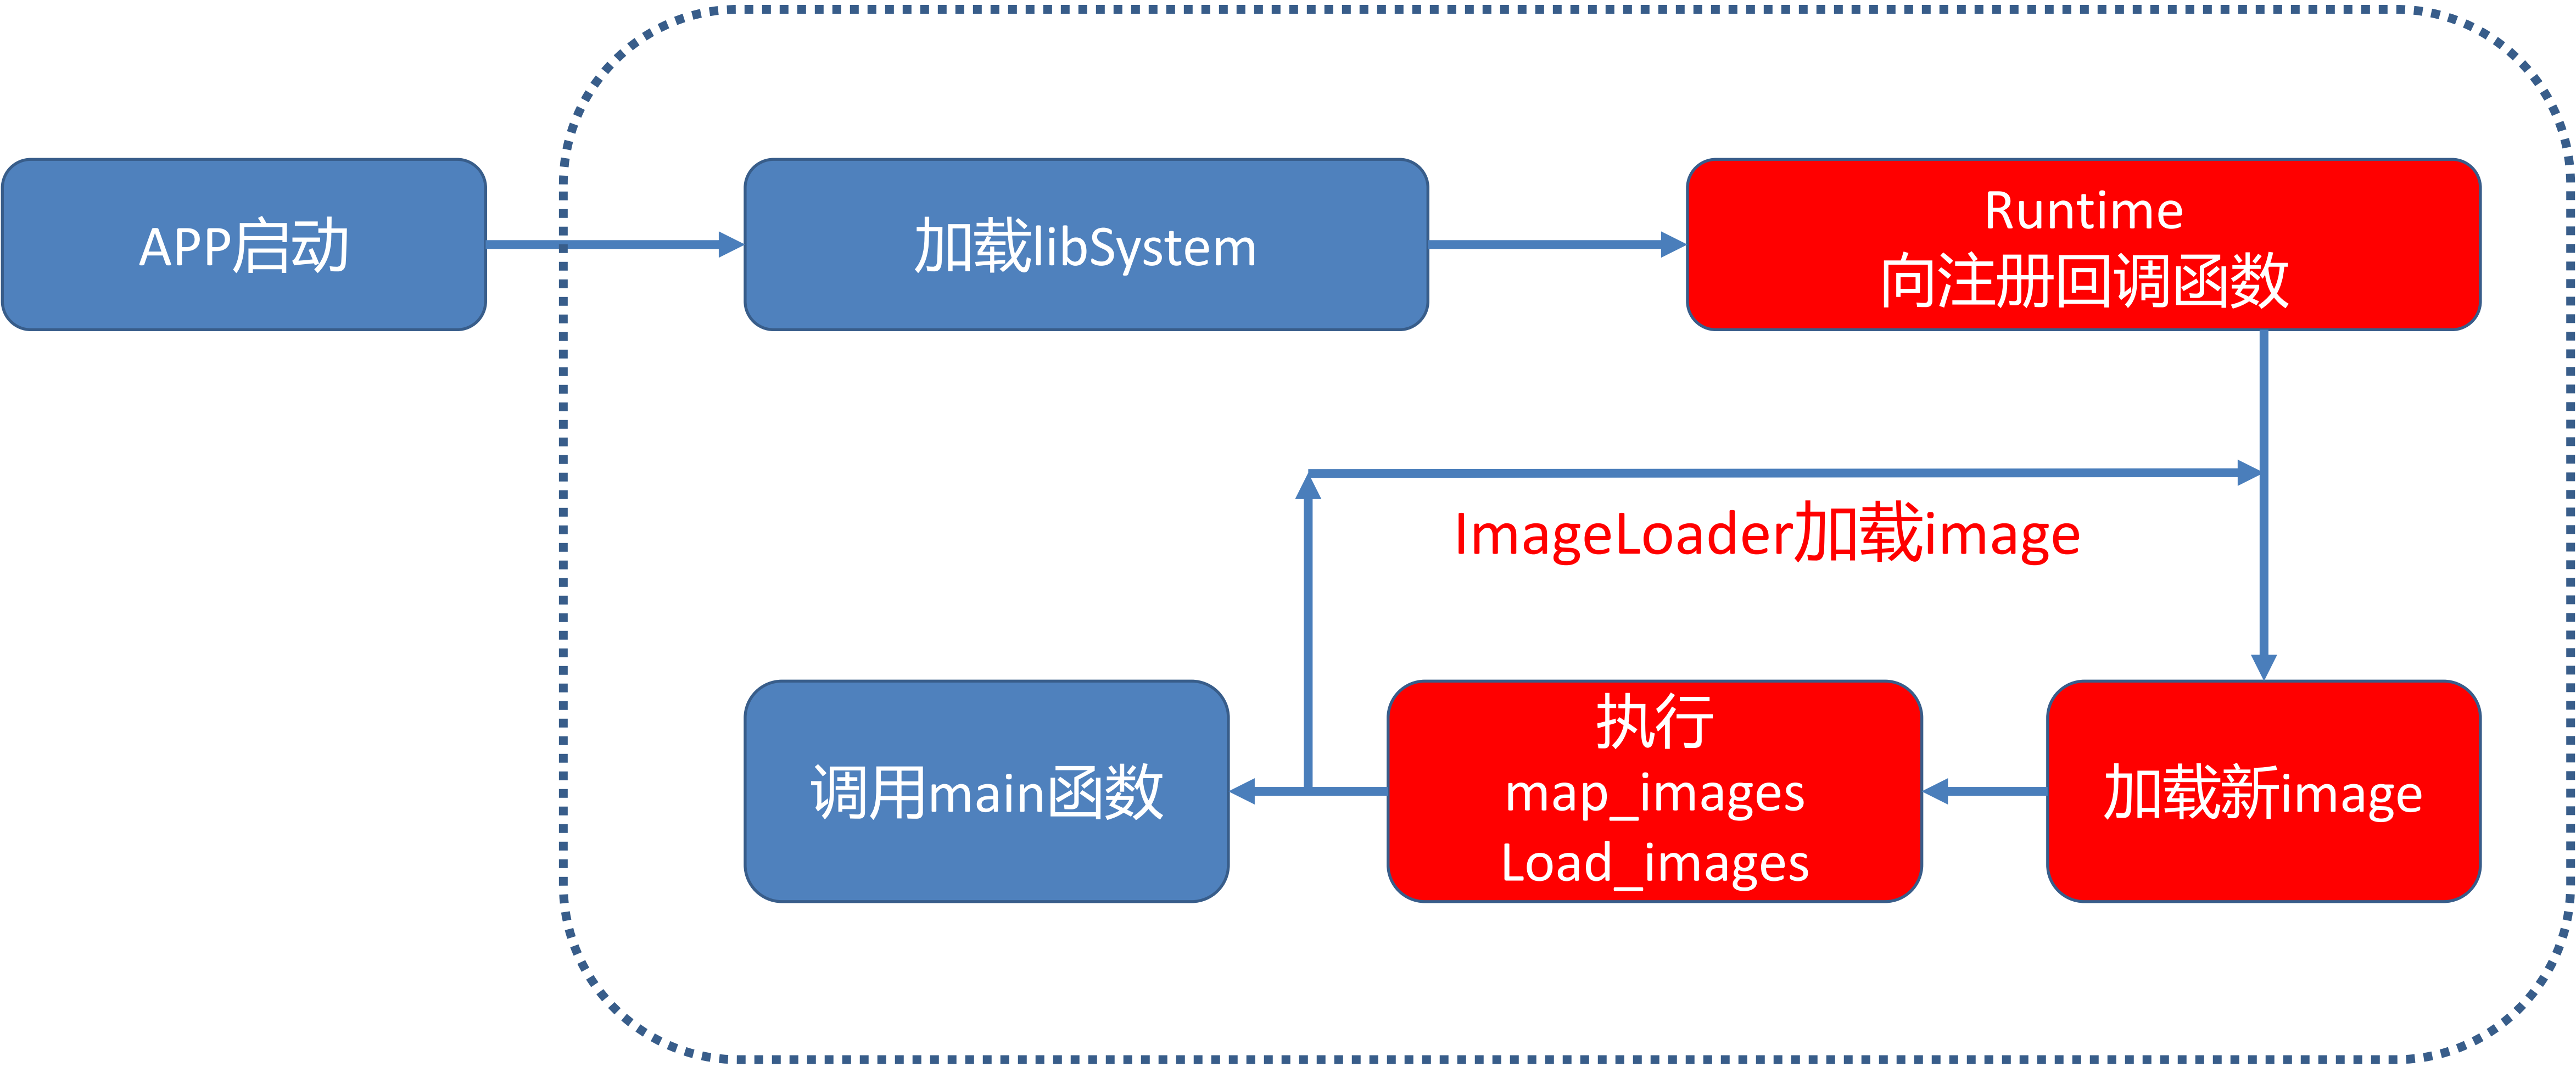 APP启动
加载libSystem
Runtime
向注册回调函数
ImageLoader加载image
调用main函数
执行
map_images
Load_images
加载新image